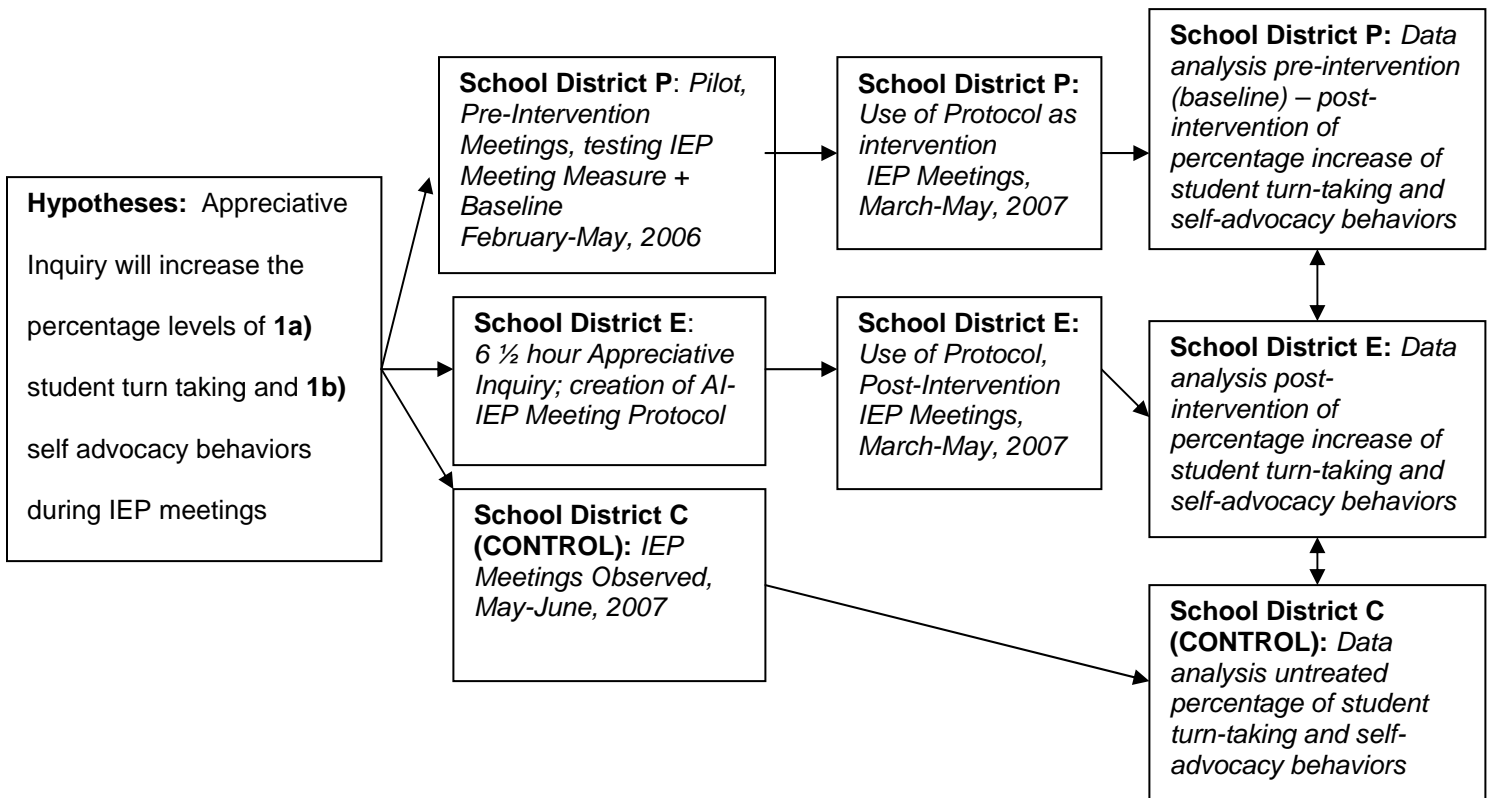 Hypotheses: Appreciative
Inquiry will increase the
percentage levels of 1a)
student turn taking and 1b)
self advocacy behaviors
during IEP meetings
School District P: Pilot,
Pre-Intervention
Meetings, testing IEP
Meeting Measure +
Baseline
February-May, 2006
School District P:
Use of Protocol as
intervention
IEP Meetings,
March-May, 2007
School District P: Data
analysis pre-intervention
(baseline) – post-
intervention of
percentage increase of
student turn-taking and
self-advocacy behaviors
School District E:
6 ½ hour Appreciative
Inquiry; creation of AI-
IEP Meeting Protocol
School District E:
Use of Protocol,
Post-Intervention
IEP Meetings,
March-May, 2007
School District E: Data
analysis post-
intervention of
percentage increase of
student turn-taking and
self-advocacy behaviors
School District C
(CONTROL): IEP
Meetings Observed,
May-June, 2007
School District C
(CONTROL): Data
analysis untreated
percentage of student
turn-taking and self-
advocacy behaviors